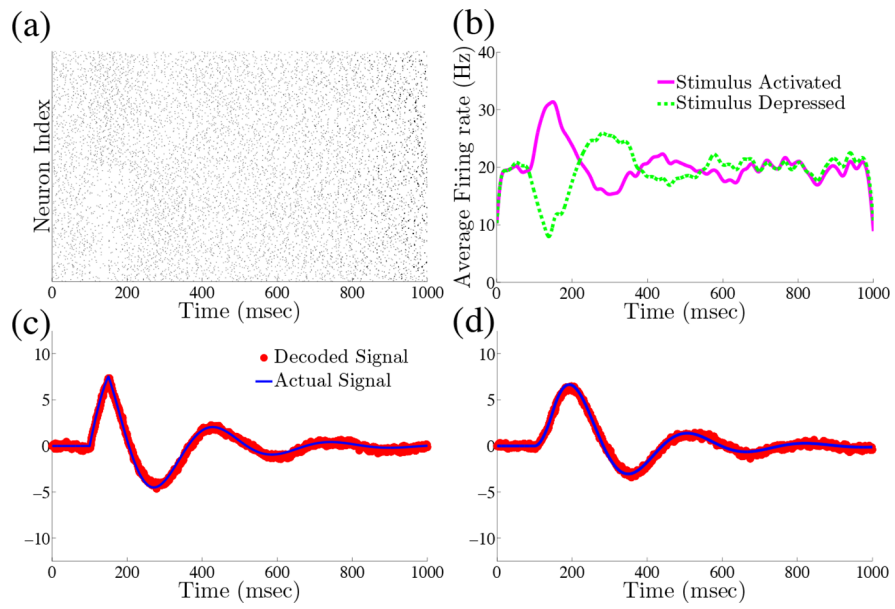 (a)
Neuron Index
0 200 400 600 800 1000
Time (msec)
(b)
Average Firing rate (Hz)
40
30
20
10
0
Stimulus Activated
Stimulus Depressed
0 200 400 600 800 1000
Time (msec)
(c)
10
5
0
−5
−10
Decoded Signal
Actual Signal
0 200 400 600 800 1000
Time (msec)
(d)
10
5
0
−5
−10
0 200 400 600 800 1000
Time (msec)